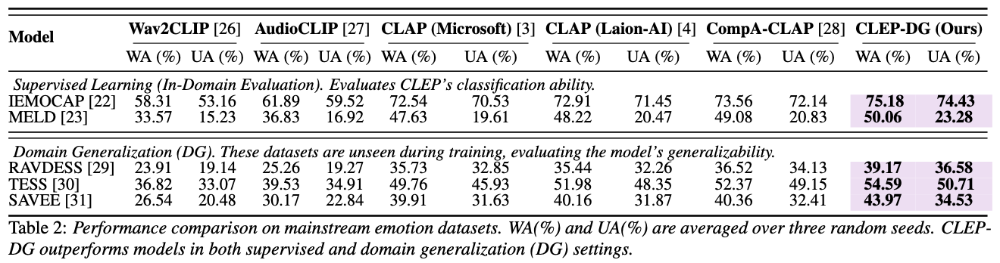 Model Wav2CLIP [26] AudioCLIP [27] CLAP (Microsoft) [3] CLAP (Laion-AI) [4] CompA-CLAP [28] CLEP-DG (Ours)
WA (%) UA (%) WA (%) UA (%) WA (%) UA (%) WA (%) UA (%) WA (%) UA (%) WA (%) UA (%)
Supervised Learning (In-Domain Evaluation). Evaluates CLEP's classification ability.
IEMOCAP [22] 58.31 53.16 61.89 59.52 72.54 70.53 72.91 71.45 73.56 72.14 75.18 74.43
MELD [23] 33.57 15.23 36.83 16.92 47.63 19.61 48.22 20.47 49.08 20.83 50.06 23.28
Domain Generalization (DG). These datasets are unseen during training, evaluating the model's generalizability.
RAVDESS [29] 23.91 19.14 25.26 19.27 35.73 32.85 35.44 32.26 36.52 34.13 39.17 36.58
TESS [30] 36.82 33.07 39.53 34.91 49.76 45.93 51.98 48.35 52.37 49.15 54.59 50.71
SAVEE [31] 26.54 20.48 30.17 22.84 39.91 31.63 40.16 31.87 40.36 32.41 43.97 34.53
Table 2: Performance comparison on mainstream emotion datasets. WA(%) and UA(%) are averaged over three random seeds. CLEP-
DG outperforms models in both supervised and domain generalization (DG) settings.